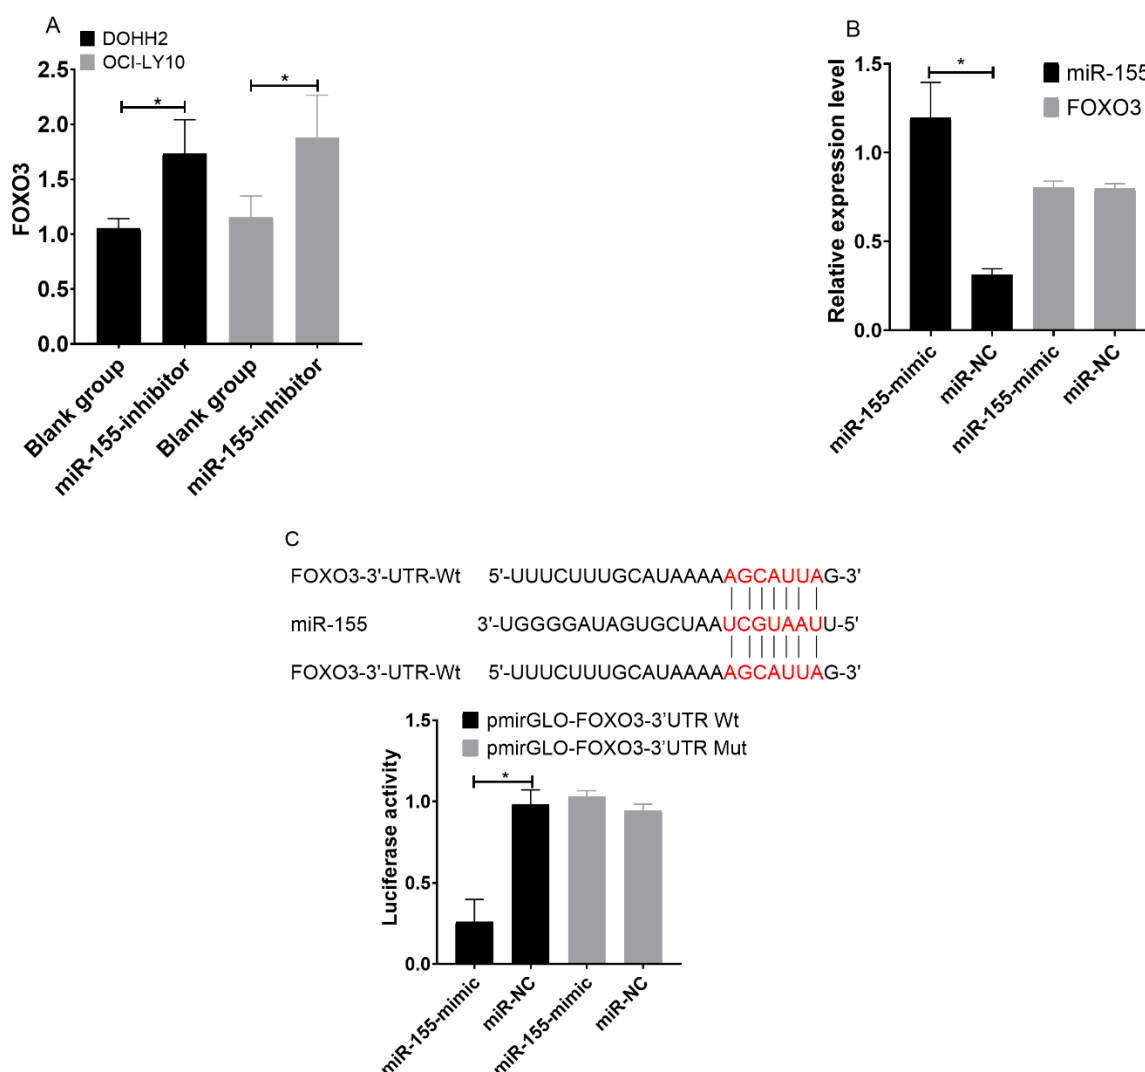 A
DOHH2
OCI-LY10
2.5
2.0
1.5
1.0
0.5
0.0
FOXO3
*
*
Blank group
miR-155-inhibitor
Blank group
miR-155-inhibitor
B
miR-155
FOXO3
1.5
1.0
0.5
0.0
Relative expression level
*
miR-155-mimic
miR-NC
miR-155-mimic
miR-NC
C
FOXO3-3'-UTR-Wt 5'-UUUCUUUGCAUAAAAAGCAUUAG-3'
miR-155 3'-UGGGGAUAGUGCUAAUCGUAAUU-5'
FOXO3-3'-UTR-Wt 5'-UUUCUUUGCAUAAAAAGCAUUAG-3'
pmirGLO-FOXO3-3'UTR Wt
pmirGLO-FOXO3-3'UTR Mut
1.5
1.0
0.5
0.0
Luciferase activity
*
miR-155-mimic
miR-NC
miR-155-mimic
miR-NC